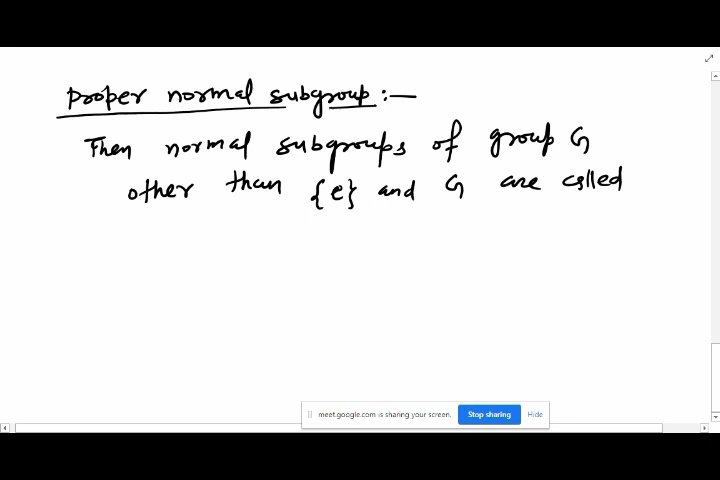 Proper normal subgroup :—
Then normal subgroups of group G
other than {e} and G are called
meet.google.com is sharing your screen. Stop sharing Hide